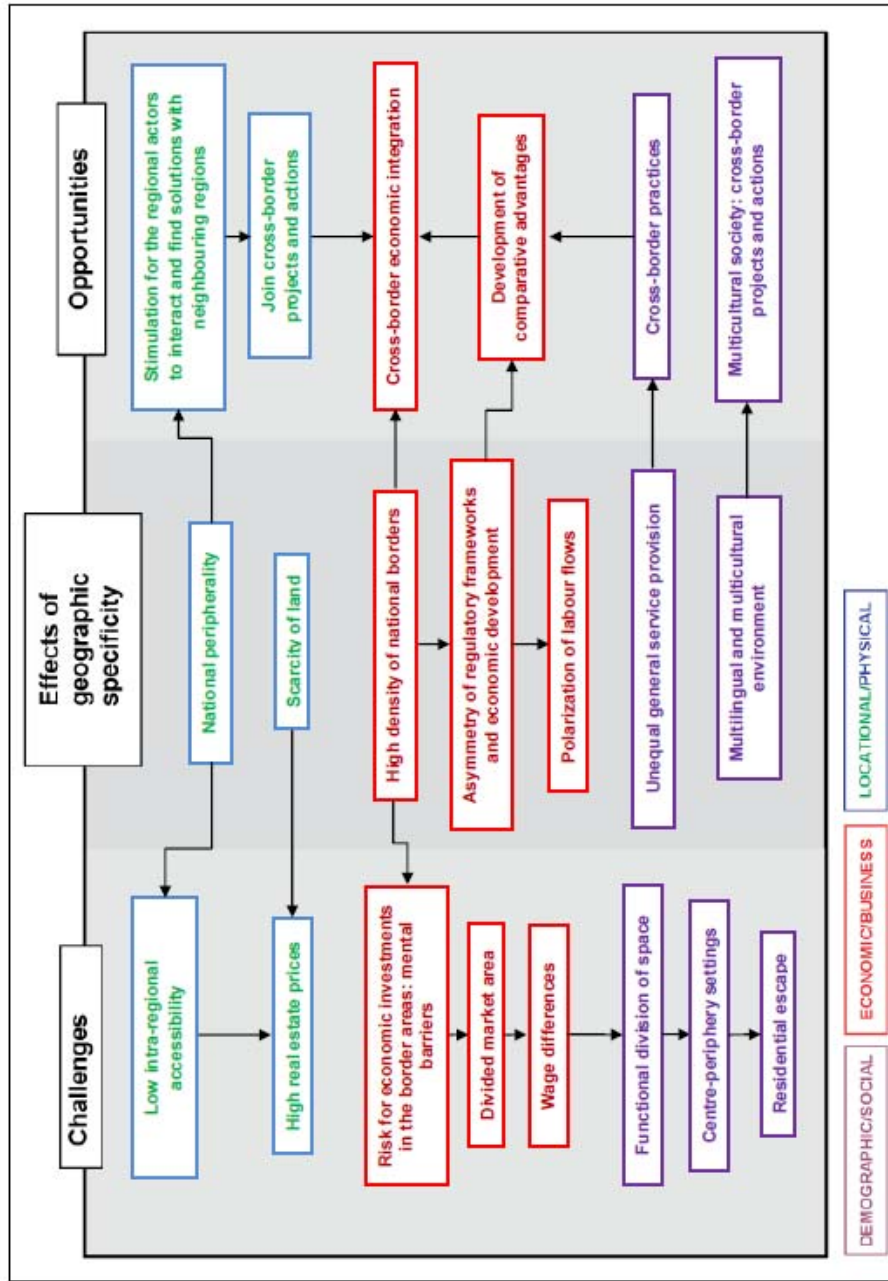 Challenges
Effects of
geographic
specificity
Opportunities
Low intra-regional
accessibility
High real estate prices
Risk for economic investments
in the border areas: mental
barriers
Divided market area
Wage differences
Functional division of space
Centre-periphery settings
Residential escape
National peripherality
Scarcity of land
High density of national borders
Asymmetry of regulatory frameworks
and economic development
Polarization of labour flows
Unequal general service provision
Multilingual and multicultural
environment
Stimulation for the regional actors
to interact and find solutions with
neighbouring regions
Join cross-border
projects and actions
Cross-border economic integration
Development of
comparative advantages
Cross-border practices
Multicultural society: cross-border
projects and actions
DEMOGRAPHIC/SOCIAL
ECONOMIC/BUSINESS
LOCATIONAL/PHYSICAL